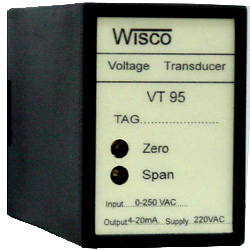 Wisco
Voltage Transducer
VT 95
TAG........................
Zero
Span
Input........0-250 VAC........
Output.4-20mA. Supply. 220VAC